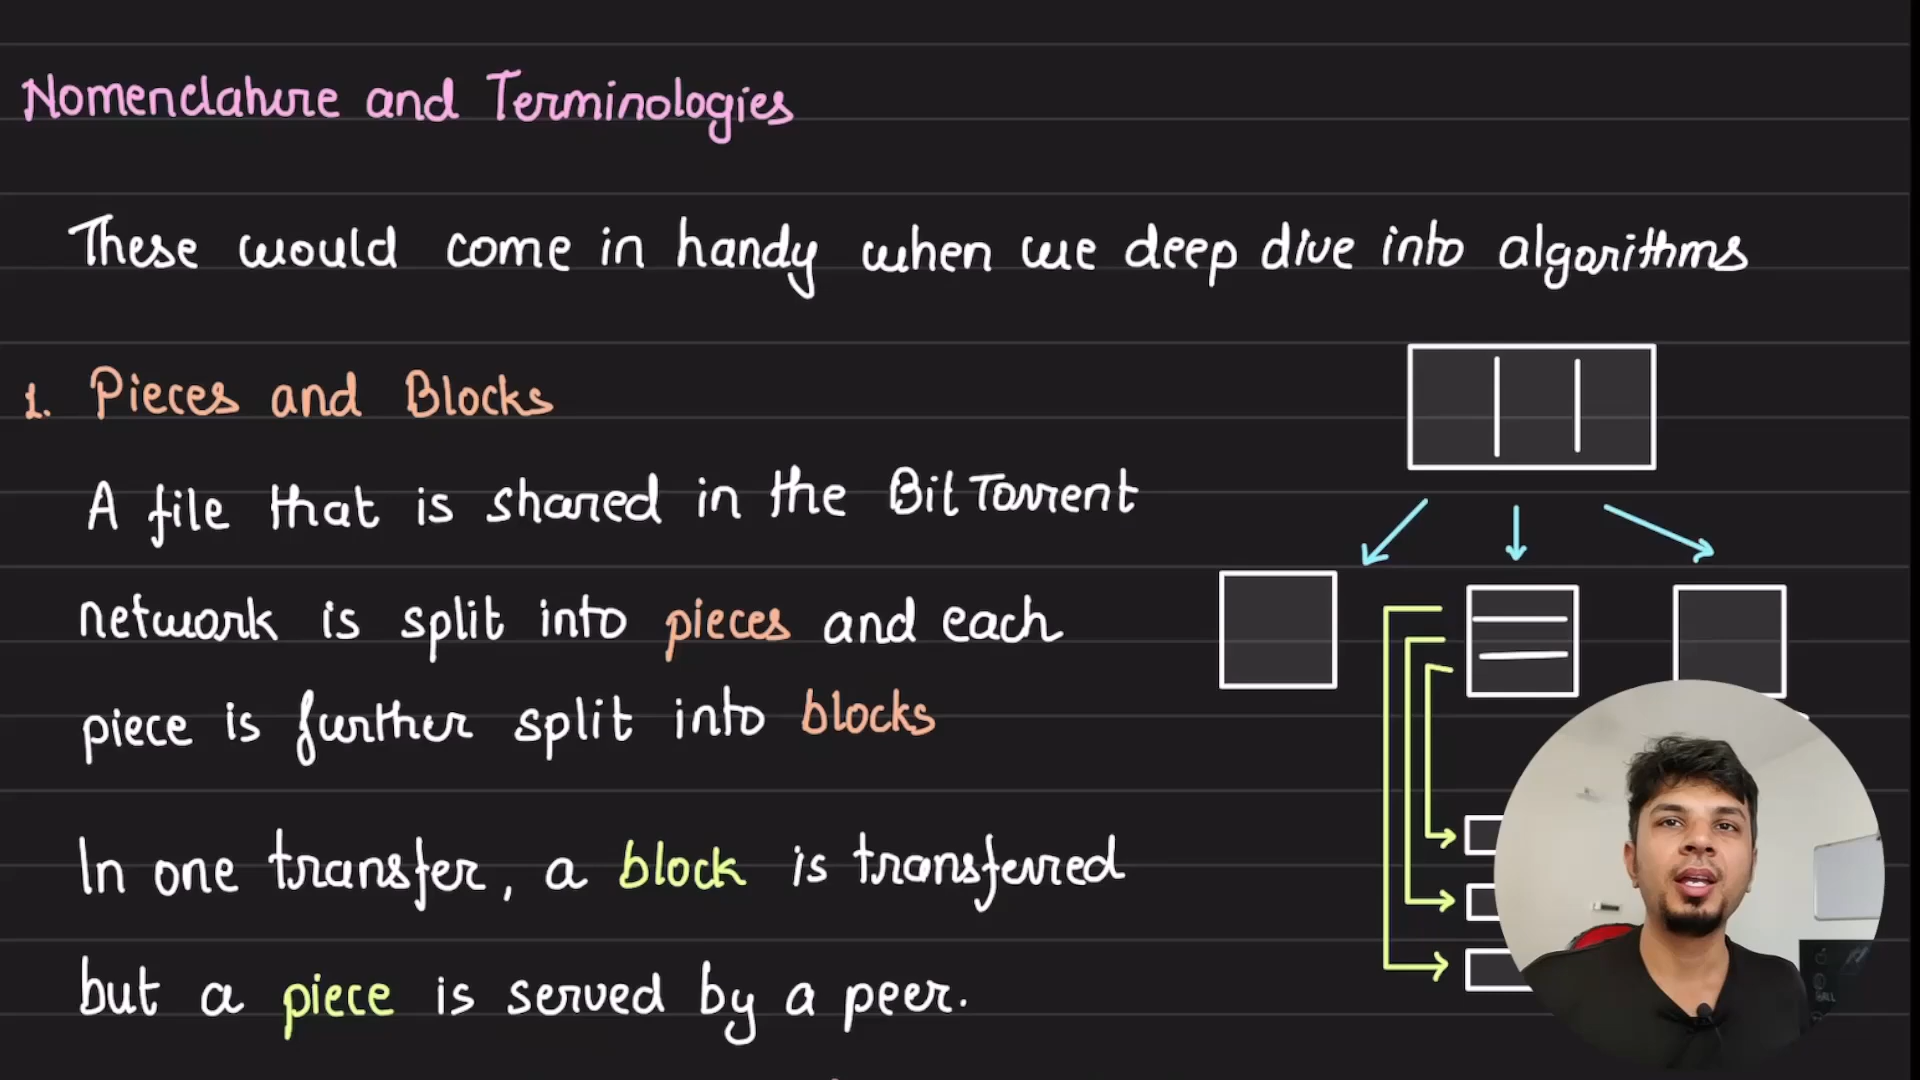 Nomenclature and Terminologies
These would come in handy when we deep dive into algorithms
1. Pieces and Blocks
A file that is shared in the BitTorrent
network is split into pieces and each
piece is further split into blocks
In one transfer, a block is transferred
but a piece is served by a peer.